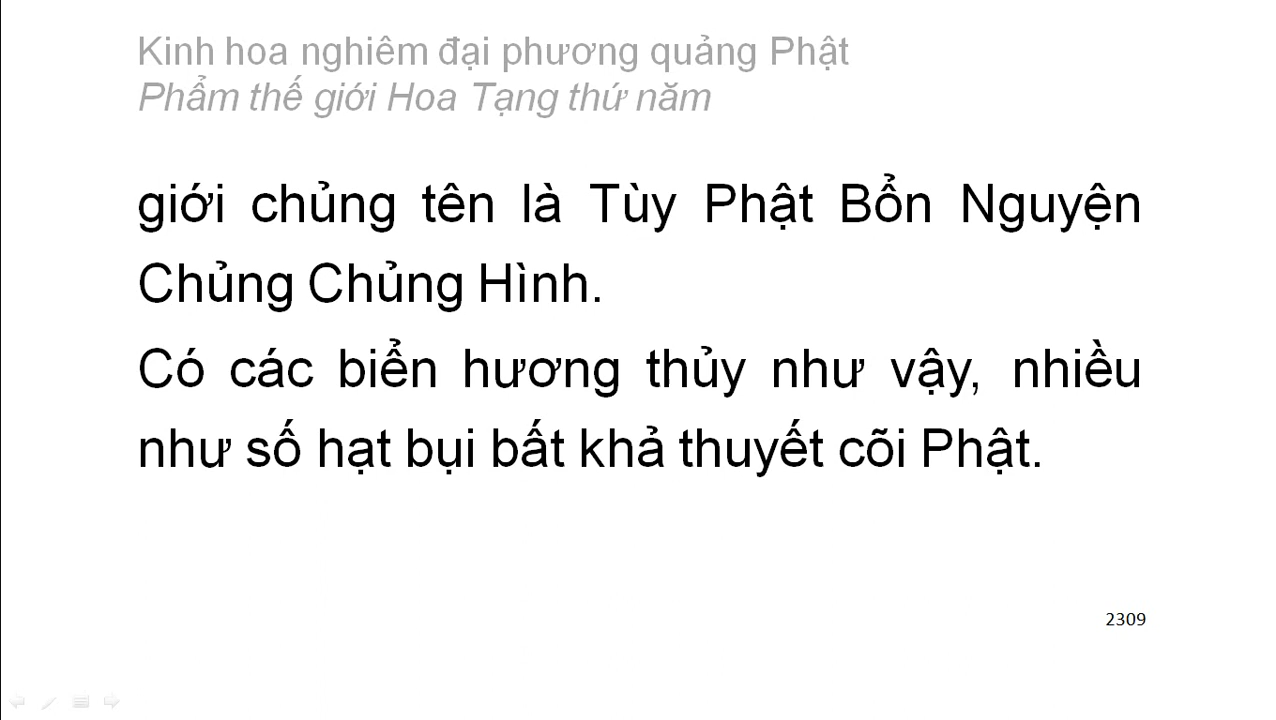 Kinh hoa nghiêm đại phương quảng Phật
Phẩm thế giới Hoa Tạng thứ năm
giới chủng tên là Tùy Phật Bổn Nguyện
Chủng Chủng Hình.
Có các biển hương thủy như vậy, nhiều
như số hạt bụi bất khả thuyết cõi Phật.
2309